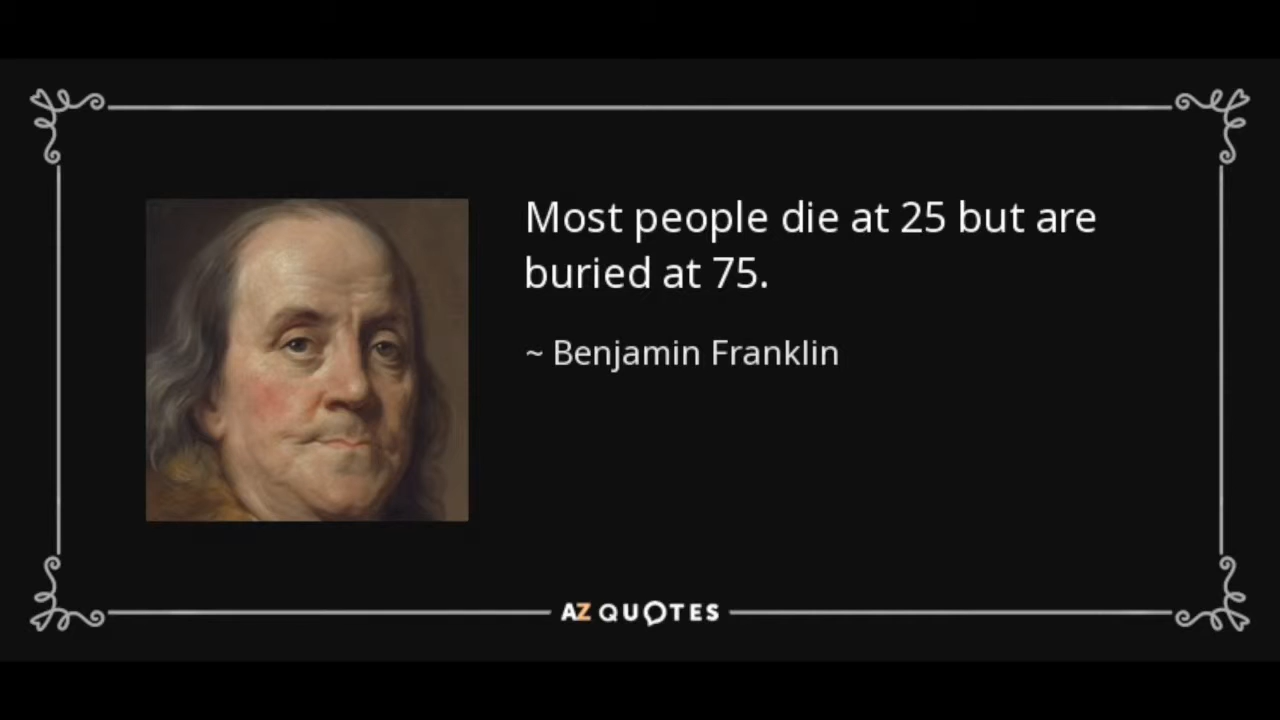 Most people die at 25 but are
buried at 75.
~ Benjamin Franklin
AZ QUOTES